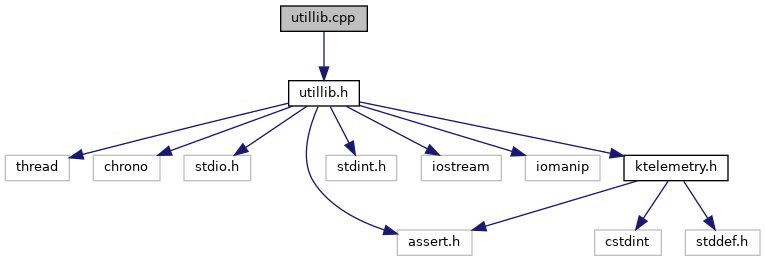 utillib.cpp
utillib.h
thread
chrono
stdio.h
stdint.h
iostream
iomanip
ktelemetry.h
assert.h
cstdint
stddef.h